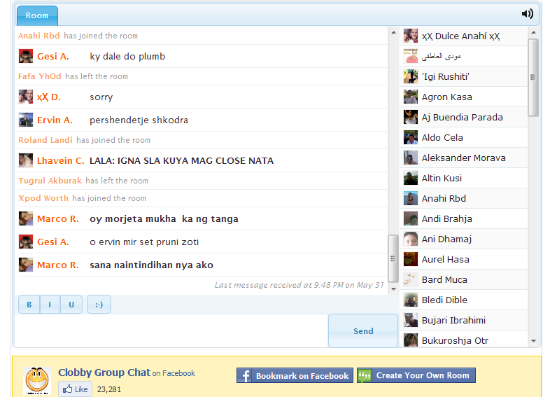 Room
Anahi Rbd has joined the room
Gesi A. ky dale do plumb
Fafa YhOd has left the room
ҳҲ D. sorry
Ervin A. pershendetje shkodra
Roland Landi has joined the room
Lhavein C. LALA: IGNA SLA KUYA MAG CLOSE NATA
Tugrul Akburak has left the room
Xpod Worth has joined the room
Marco R. oy morjeta mukha ka ng tanga
Gesi A. o ervin mir set pruni zoti
Marco R. sana naintindihan nya ako
Last message received at 9:48 PM on May 31
B I U :-)
Send
ҳҲ Dulce Anahí ҳҲ
مودى العاطفى
'Igi Rushiti'
Agron Kasa
Aj Buendia Parada
Aldo Cela
Aleksander Morava
Altin Kusi
Anahi Rbd
Andi Brahja
Ani Dhamaj
Aurel Hasa
Bard Muca
Bledi Dible
Bujari Ibrahimi
Bukuroshja Otr
Clobby Group Chat on Facebook
Like 23,281
Bookmark on Facebook
Create Your Own Room